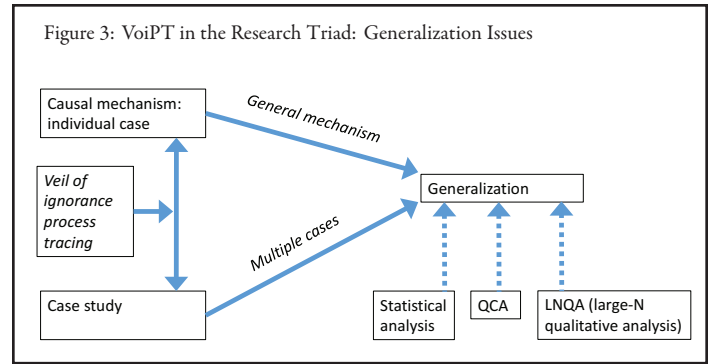 Figure 3: VoiPT in the Research Triad: Generalization Issues
Causal mechanism:
individual case
General mechanism
Veil of
ignorance
process
tracing
Generalization
Multiple cases
Case study
Statistical
analysis
QCA
LNQA (large-N
qualitative analysis)